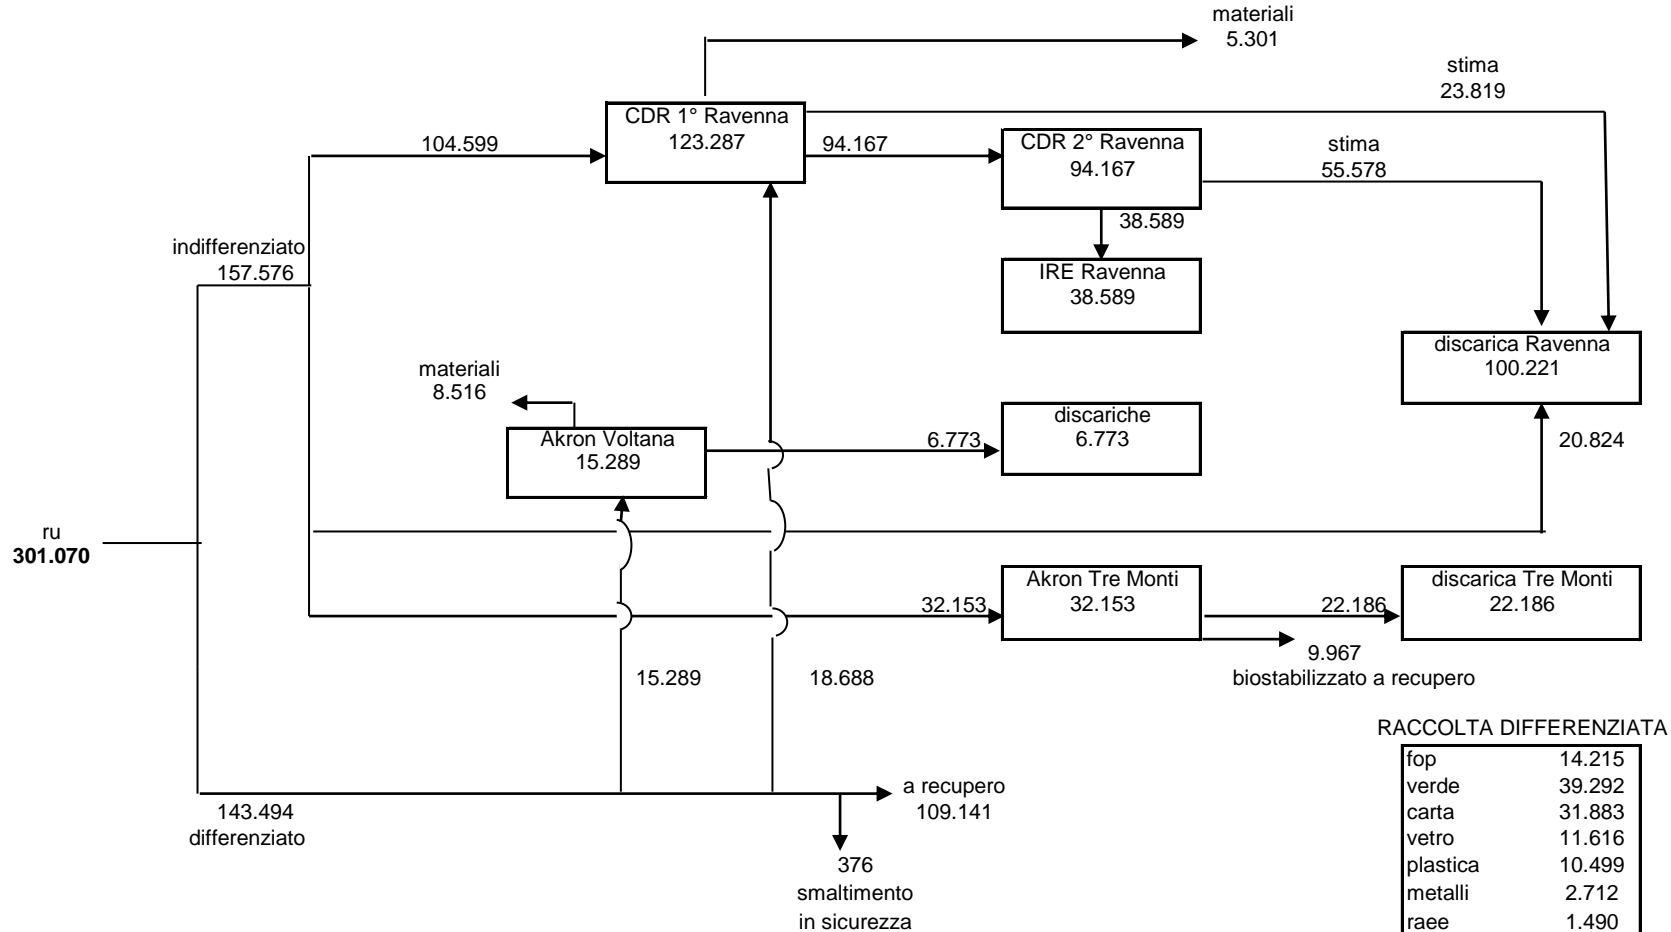 materiali
5.301
stima
23.819
CDR 1° Ravenna
123.287
104.599
94.167
CDR 2° Ravenna
94.167
stima
55.578
38.589
indifferenziato
157.576
IRE Ravenna
38.589
discarica Ravenna
100.221
materiali
8.516
discariche
6.773
Akron Voltana
15.289
6.773
20.824
ru
301.070
Akron Tre Monti
32.153
discarica Tre Monti
22.186
32.153
22.186
9.967
biostabilizzato a recupero
15.289
18.688
RACCOLTA DIFFERENZIATA
fop 14.215
verde 39.292
carta 31.883
vetro 11.616
plastica 10.499
metalli 2.712
raee 1.490
a recupero
109.141
143.494
differenziato
376
smaltimento
in sicurezza